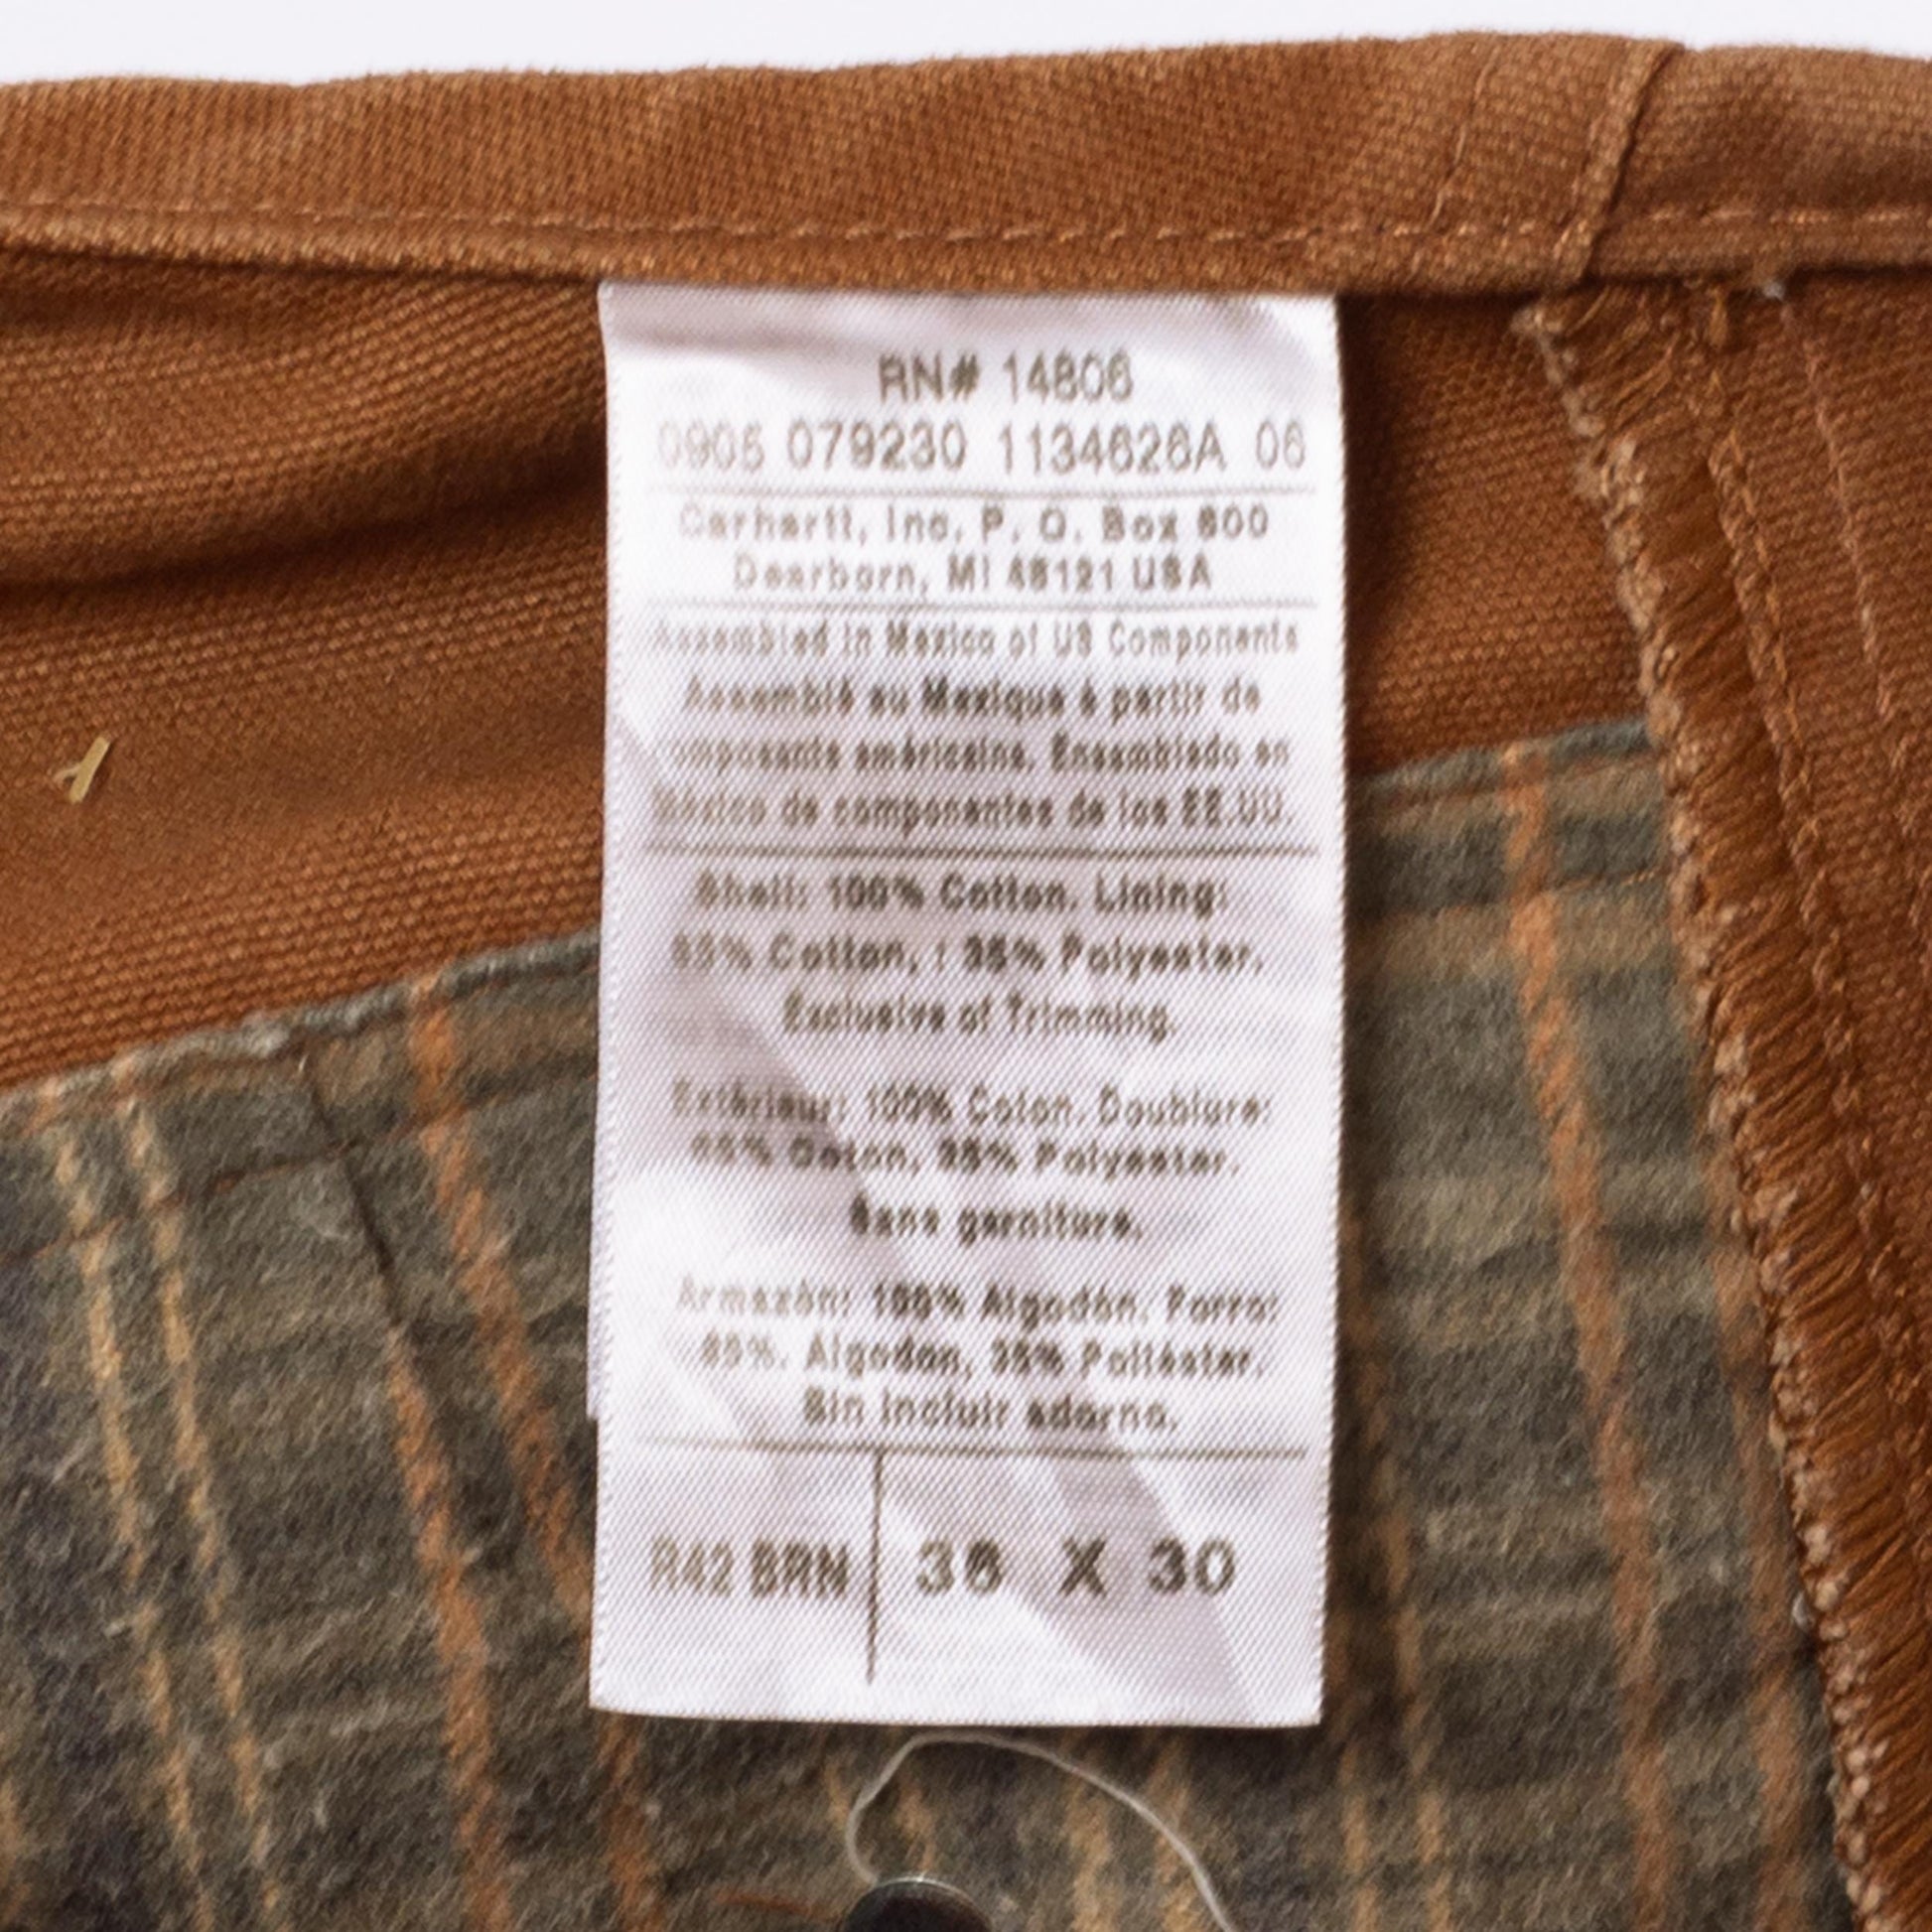 RN# 14806
0905 079230 1134626A 06
Carhartt, Inc. P. O. Box 600
Dearborn, MI 48121 USA
Assembled in Mexico of US Components
Assemblé au Mexique à partir de
composants américains. Ensamblado en
México de componentes de los EE.UU.
Shell: 100% Cotton. Lining:
65% Cotton, 35% Polyester,
Exclusive of Trimming
Extérieur: 100% Coton. Doublure:
65% Coton, 35% Polyester.
Sans garniture.
Armazón: 100% Algodón. Forro:
65%. Algodon, 35% Poliéster.
Sin incluir adorno.
R42 BRN 36 X 30